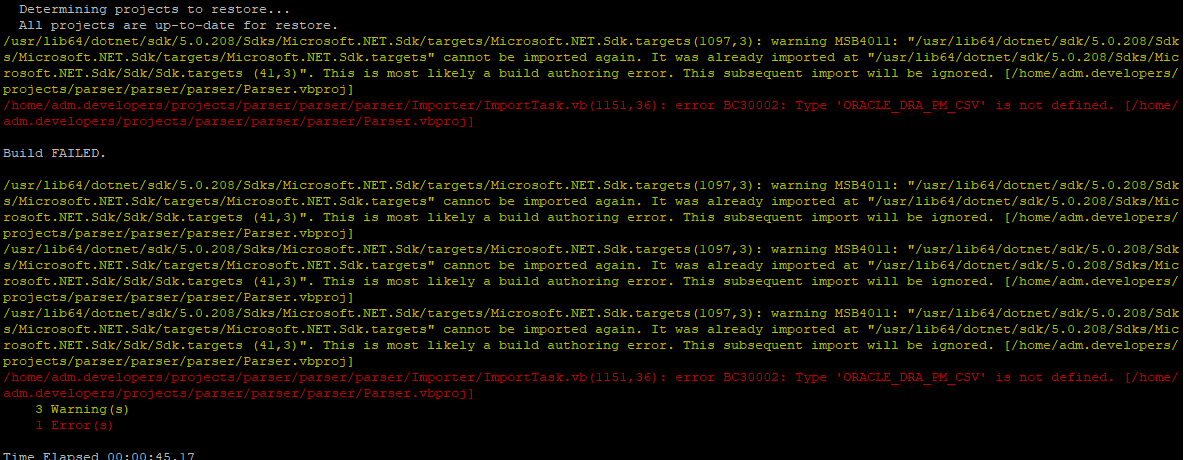 Determining projects to restore...
All projects are up-to-date for restore.
/usr/lib64/dotnet/sdk/5.0.208/Sdks/Microsoft.NET.Sdk/targets/Microsoft.NET.Sdk.targets(1097,3): warning MSB4011: "/usr/lib64/dotnet/sdk/5.0.208/Sdk
s/Microsoft.NET.Sdk/targets/Microsoft.NET.Sdk.targets" cannot be imported again. It was already imported at "/usr/lib64/dotnet/sdk/5.0.208/Sdks/Mic
rosoft.NET.Sdk/Sdk/Sdk.targets (41,3)". This is most likely a build authoring error. This subsequent import will be ignored. [/home/adm.developers/
projects/parser/parser/parser/Parser.vbproj]
/home/adm.developers/projects/parser/parser/parser/Importer/ImportTask.vb(1151,36): error BC30002: Type 'ORACLE_DRA_PM_CSV' is not defined. [/home/
adm.developers/projects/parser/parser/parser/Parser.vbproj]
Build FAILED.
/usr/lib64/dotnet/sdk/5.0.208/Sdks/Microsoft.NET.Sdk/targets/Microsoft.NET.Sdk.targets(1097,3): warning MSB4011: "/usr/lib64/dotnet/sdk/5.0.208/Sdk
s/Microsoft.NET.Sdk/targets/Microsoft.NET.Sdk.targets" cannot be imported again. It was already imported at "/usr/lib64/dotnet/sdk/5.0.208/Sdks/Mic
rosoft.NET.Sdk/Sdk/Sdk.targets (41,3)". This is most likely a build authoring error. This subsequent import will be ignored. [/home/adm.developers/
projects/parser/parser/parser/Parser.vbproj]
/usr/lib64/dotnet/sdk/5.0.208/Sdks/Microsoft.NET.Sdk/targets/Microsoft.NET.Sdk.targets(1097,3): warning MSB4011: "/usr/lib64/dotnet/sdk/5.0.208/Sdk
s/Microsoft.NET.Sdk/targets/Microsoft.NET.Sdk.targets" cannot be imported again. It was already imported at "/usr/lib64/dotnet/sdk/5.0.208/Sdks/Mic
rosoft.NET.Sdk/Sdk/Sdk.targets (41,3)". This is most likely a build authoring error. This subsequent import will be ignored. [/home/adm.developers/
projects/parser/parser/parser/Parser.vbproj]
/usr/lib64/dotnet/sdk/5.0.208/Sdks/Microsoft.NET.Sdk/targets/Microsoft.NET.Sdk.targets(1097,3): warning MSB4011: "/usr/lib64/dotnet/sdk/5.0.208/Sdk
s/Microsoft.NET.Sdk/targets/Microsoft.NET.Sdk.targets" cannot be imported again. It was already imported at "/usr/lib64/dotnet/sdk/5.0.208/Sdks/Mic
rosoft.NET.Sdk/Sdk/Sdk.targets (41,3)". This is most likely a build authoring error. This subsequent import will be ignored. [/home/adm.developers/
projects/parser/parser/parser/Parser.vbproj]
/home/adm.developers/projects/parser/parser/parser/Importer/ImportTask.vb(1151,36): error BC30002: Type 'ORACLE_DRA_PM_CSV' is not defined. [/home/
adm.developers/projects/parser/parser/parser/Parser.vbproj]
3 Warning(s)
1 Error(s)
Time Elapsed 00:00:45.17